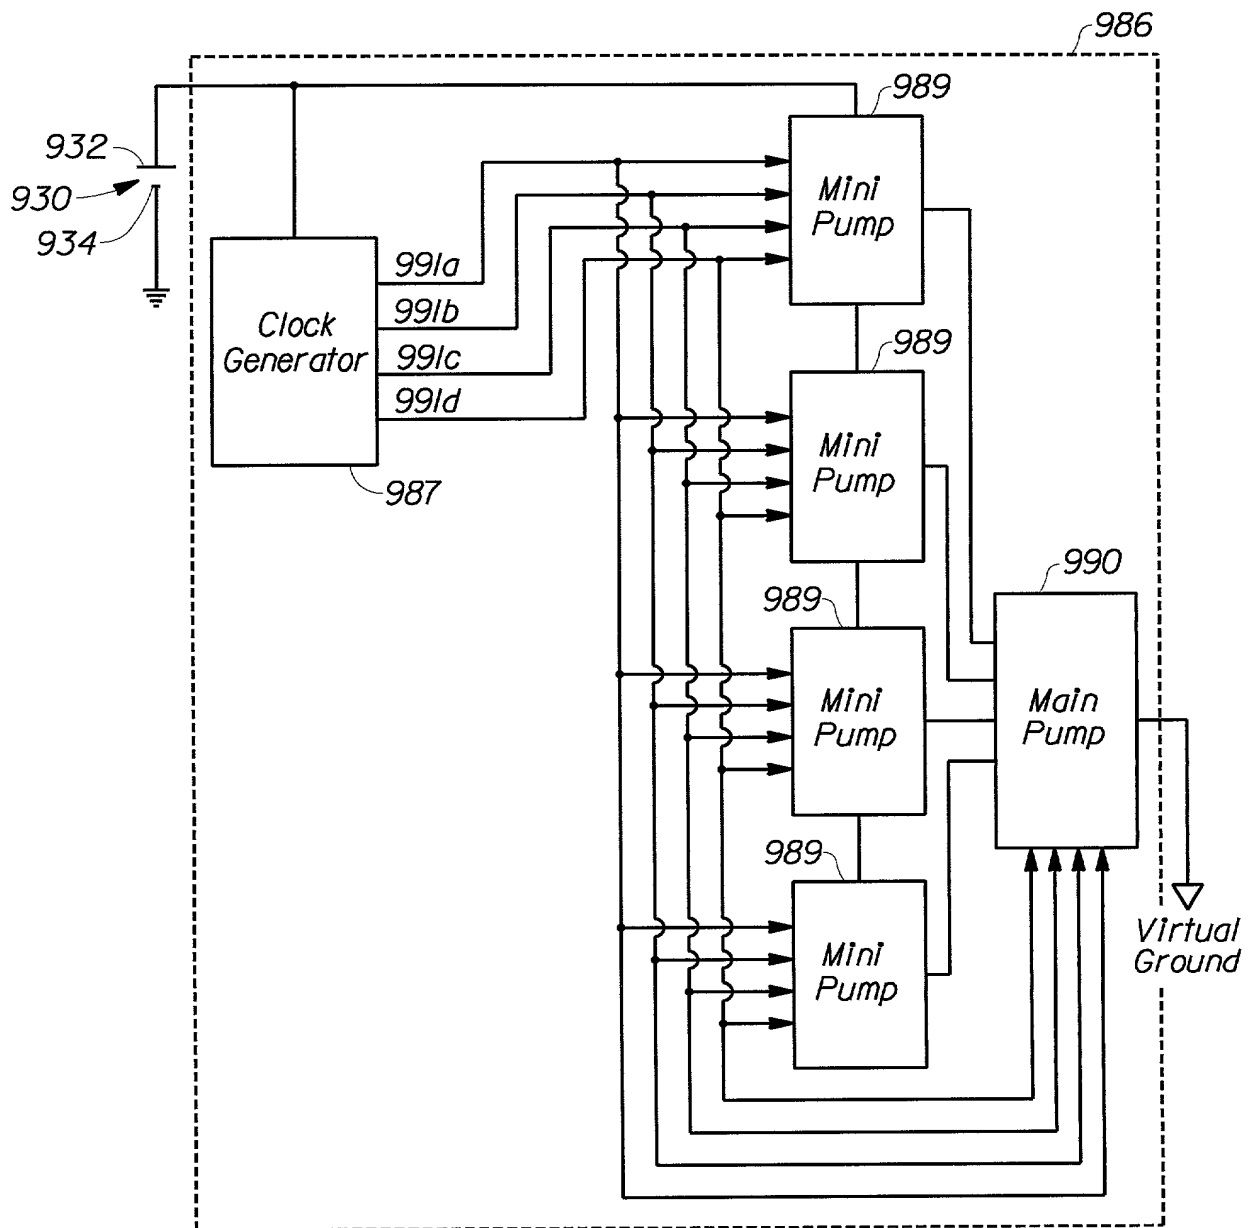 986
989
932
930
934
Mini
Pump
991a
991b
991c
991d
Clock
Generator
987
989
Mini
Pump
990
989
Mini
Pump
Main
Pump
989
Mini
Pump
Virtual
Ground